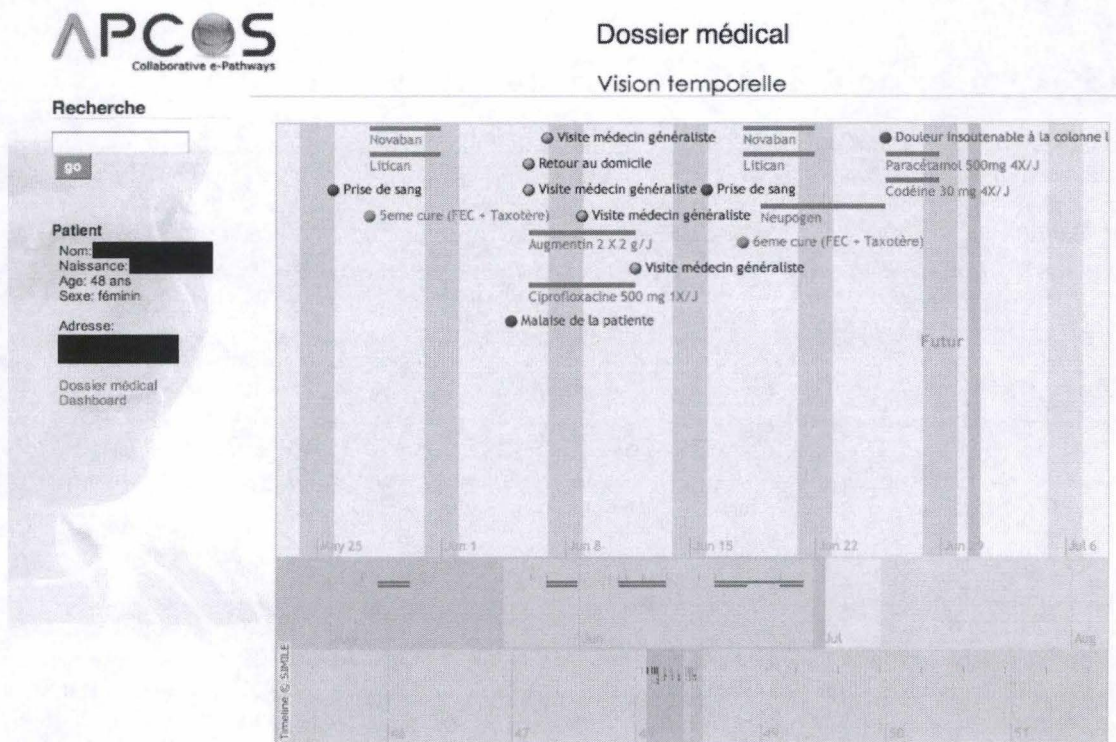 APCOS
Collaborative e-Pathways
Dossier médical
Vision temporelle
Recherche
go
Patient
Nom:
Naissance:
Age: 48 ans
Sexe: féminin
Adresse:
Dossier médical
Dashboard
Novaban
Visite médecin généraliste
Novaban
Douleur insoutenable à la colonne l
Litican
Retour au domicile
Litican
Paracétamol 500mg 4X/J
Prise de sang
Visite médecin généraliste
Prise de sang
Codéine 30 mg 4X/J
5eme cure (FEC + Taxotère)
Visite médecin généraliste
Neupogen
Augmentin 2 X 2 g/J
6eme cure (FEC + Taxotère)
Visite médecin généraliste
Ciprofloxacine 500 mg 1X/J
Malaise de la patiente
Futur
May 25
Jun 1
Jun 8
Jun 15
Jun 22
Jun 29
Jul 6
Jun
Jul
Aug
Timeline © SIMILE
47
49
50
51